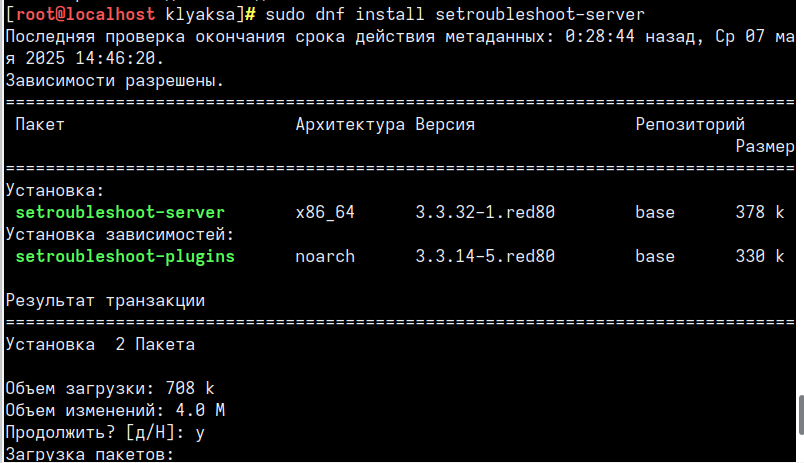 [root@localhost klyaksa]# sudo dnf install setroubleshoot-server
Последняя проверка окончания срока действия метаданных: 0:28:44 назад, Ср 07 ма
я 2025 14:46:20.
Зависимости разрешены.
================================================================================
Пакет Архитектура Версия Репозиторий
Размер
================================================================================
Установка:
setroubleshoot-server x86_64 3.3.32-1.red80 base 378 k
Установка зависимостей:
setroubleshoot-plugins noarch 3.3.14-5.red80 base 330 k
Результат транзакции
================================================================================
Установка 2 Пакета
Объем загрузки: 708 k
Объем изменений: 4.0 M
Продолжить? [д/Н]: y
Загрузка пакетов: